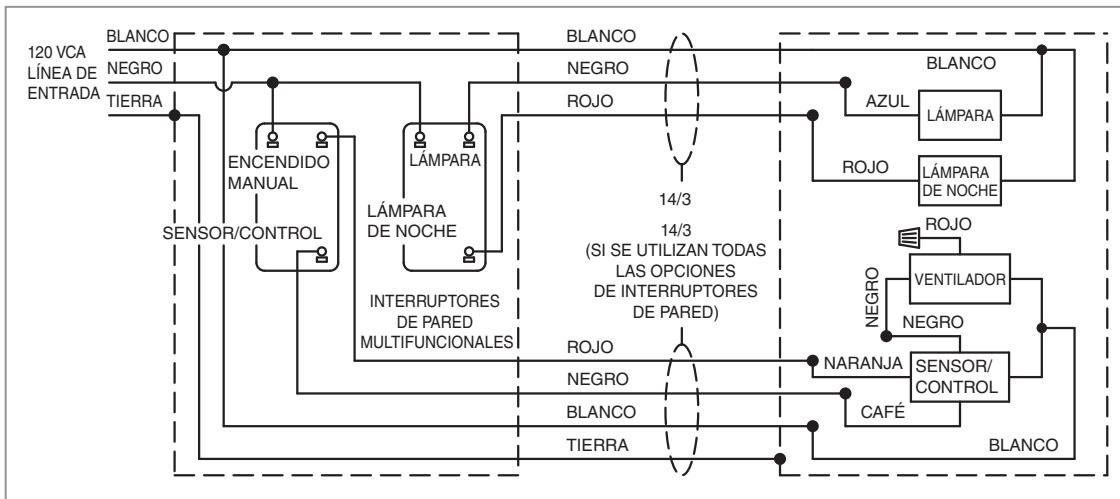 BLANCO
120 VCA
LÍNEA DE
ENTRADA
NEGRO
TIERRA
ENCENDIDO
MANUAL
SENSOR/CONTROL
LÁMPARA
LÁMPARA
DE NOCHE
INTERRUPTORES
DE PARED
MULTIFUNCIONALES
BLANCO
NEGRO
ROJO
14/3
14/3
(SI SE UTILIZAN TODAS
LAS OPCIONES
DE INTERRUPTORES
DE PARED)
ROJO
NEGRO
BLANCO
TIERRA
BLANCO
AZUL
LÁMPARA
ROJO
LÁMPARA
DE NOCHE
ROJO
VENTILADOR
NEGRO
NEGRO
NARANJA
SENSOR/
CONTROL
CAFÉ
BLANCO